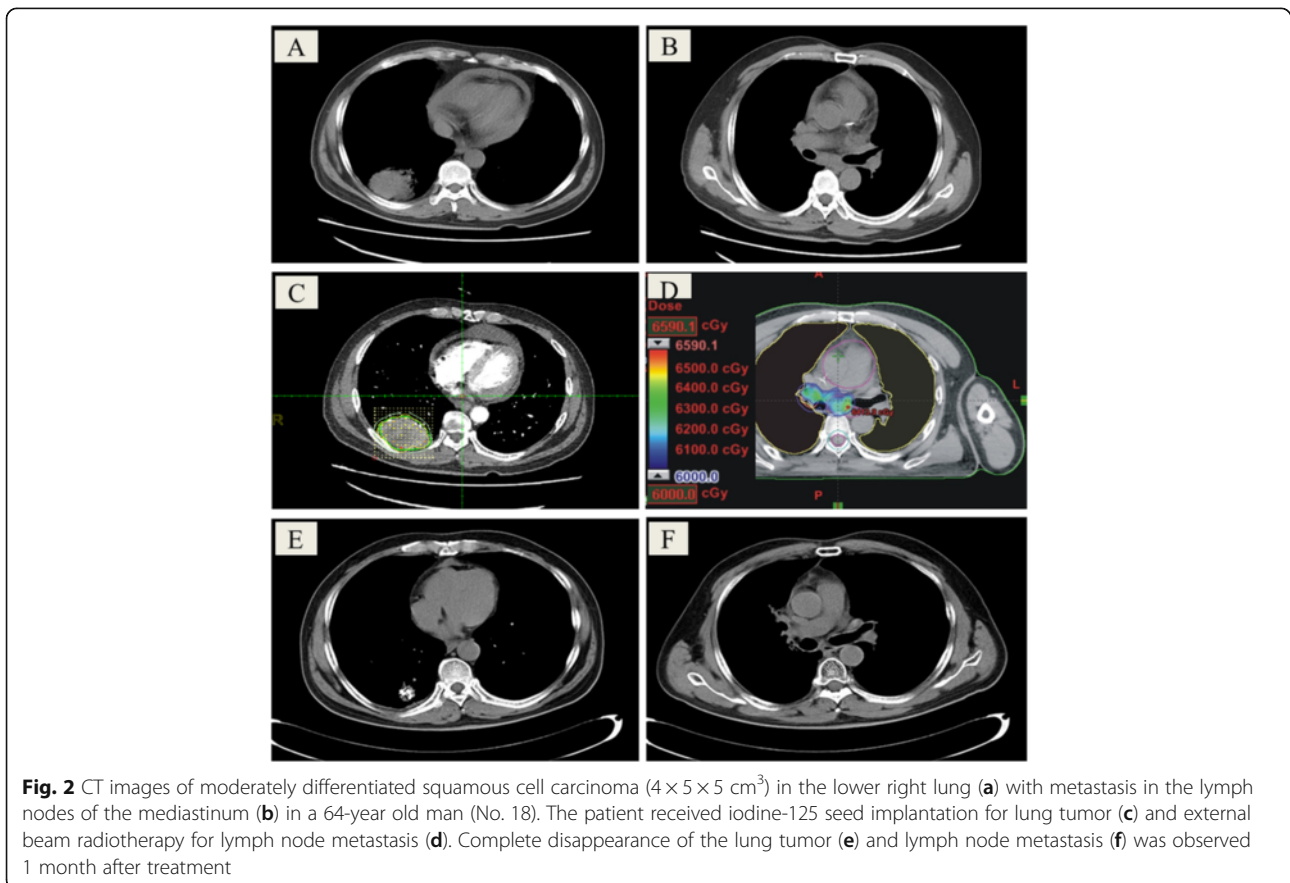 A
B
C
R
D
A
Dose
6590.1 cGy
6590.1
6500.0 cGy
6400.0 cGy
6300.0 cGy
6200.0 cGy
6100.0 cGy
6000.0
6000.0 cGy
L
P
E
F
Fig. 2 CT images of moderately differentiated squamous cell carcinoma (4 × 5 × 5 cm³) in the lower right lung (a) with metastasis in the lymph
nodes of the mediastinum (b) in a 64-year old man (No. 18). The patient received iodine-125 seed implantation for lung tumor (c) and external
beam radiotherapy for lymph node metastasis (d). Complete disappearance of the lung tumor (e) and lymph node metastasis (f) was observed
1 month after treatment